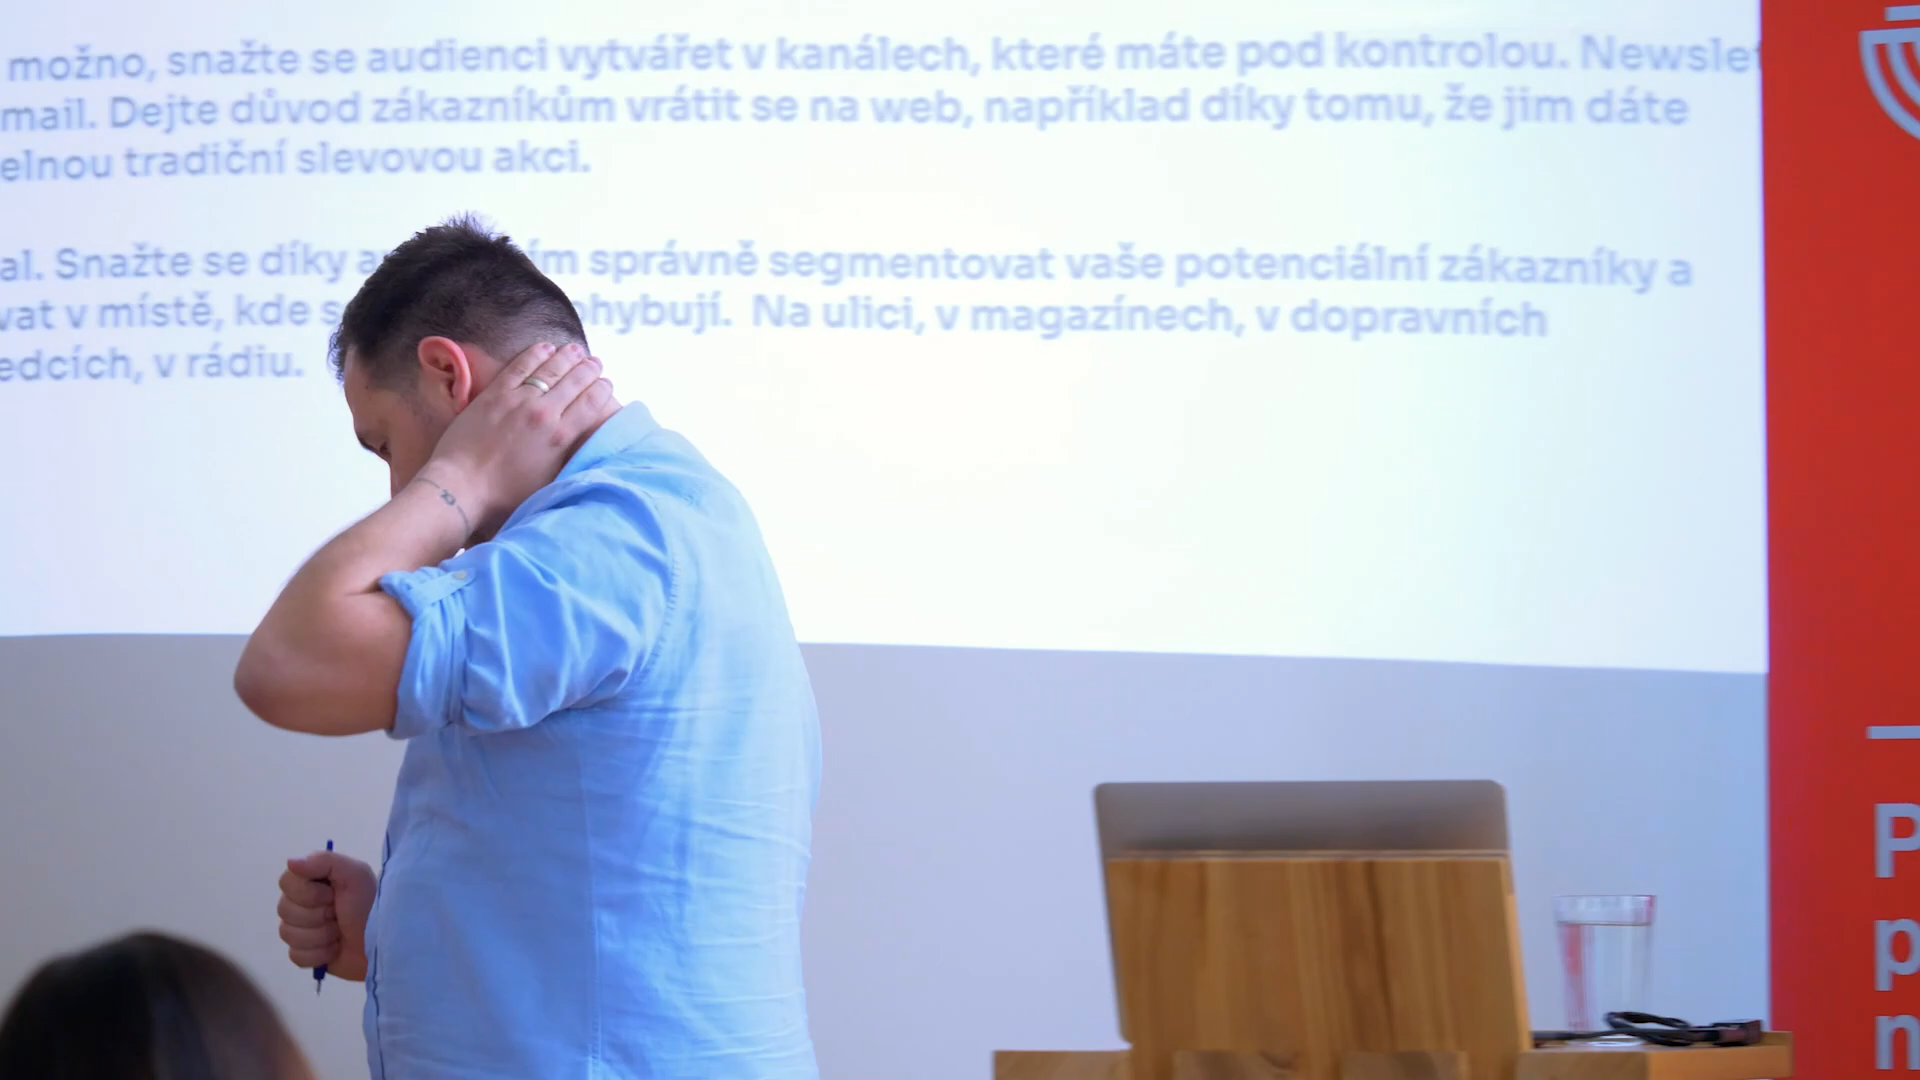 možno, snažte se audienci vytvářet v kanálech, které máte pod kontrolou. Newslet
mail. Dejte důvod zákazníkům vrátit se na web, například díky tomu, že jim dáte
elnou tradiční slevovou akci.
al. Snažte se díky správně segmentovat vaše potenciální zákazníky a
vat v místě, kde ohybují. Na ulici, v magazínech, v dopravních
edcích, v rádiu.
P
p
n